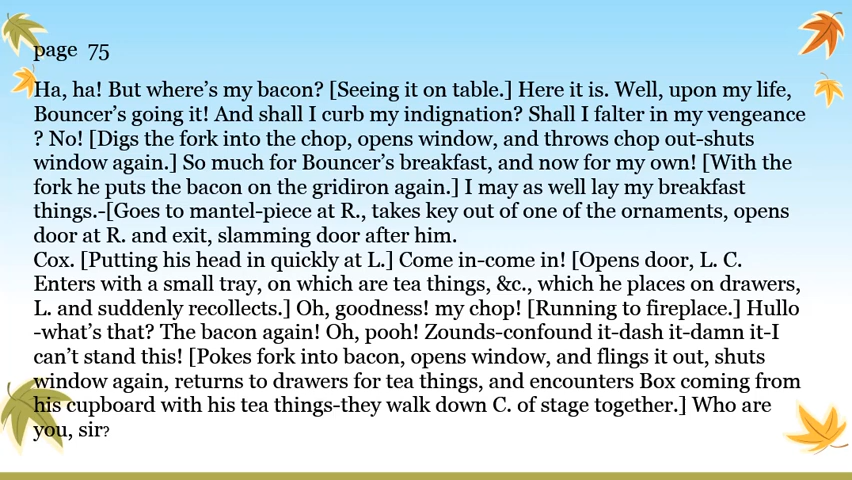 page  75
Ha, ha! But where’s my bacon? [Seeing it on table.] Here it is. Well, upon my life,
Bouncer’s going it! And shall I curb my indignation? Shall I falter in my vengeance
? No! [Digs the fork into the chop, opens window, and throws chop out-shuts
window again.] So much for Bouncer’s breakfast, and now for my own! [With the
fork he puts the bacon on the gridiron again.] I may as well lay my breakfast
things.-[Goes to mantel-piece at R., takes key out of one of the ornaments, opens
door at R. and exit, slamming door after him.
Cox. [Putting his head in quickly at L.] Come in-come in! [Opens door, L. C.
Enters with a small tray, on which are tea things, &c., which he places on drawers,
L. and suddenly recollects.] Oh, goodness! my chop! [Running to fireplace.] Hullo
-what’s that? The bacon again! Oh, pooh! Zounds-confound it-dash it-damn it-I
can’t stand this! [Pokes fork into bacon, opens window, and flings it out, shuts
window again, returns to drawers for tea things, and encounters Box coming from
his cupboard with his tea things-they walk down C. of stage together.] Who are
you, sir?